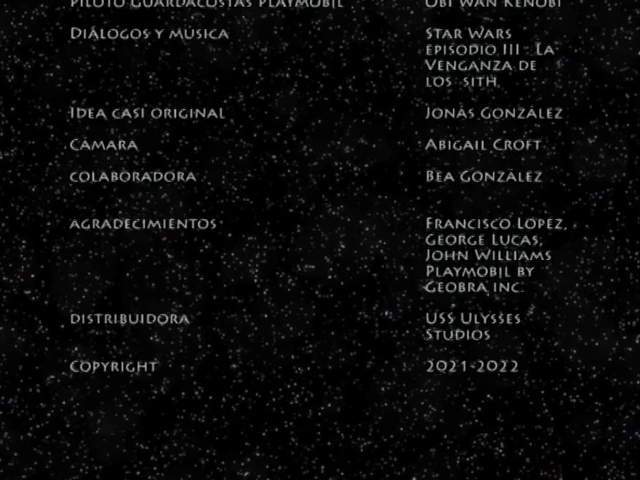 Piloto Guardacostas Playmobil Obi Wan Kenobi
Diálogos y música Star Wars
episodio III La
Venganza de
los sith
Idea casi original Jonás González
Cámara Abigail Croft
colaboradora Bea González
agradecimientos Francisco López,
George Lucas,
John Williams
Playmobil by
Geobra inc.
distribuidora USS Ulysses
Studios
Copyright 2021-2022